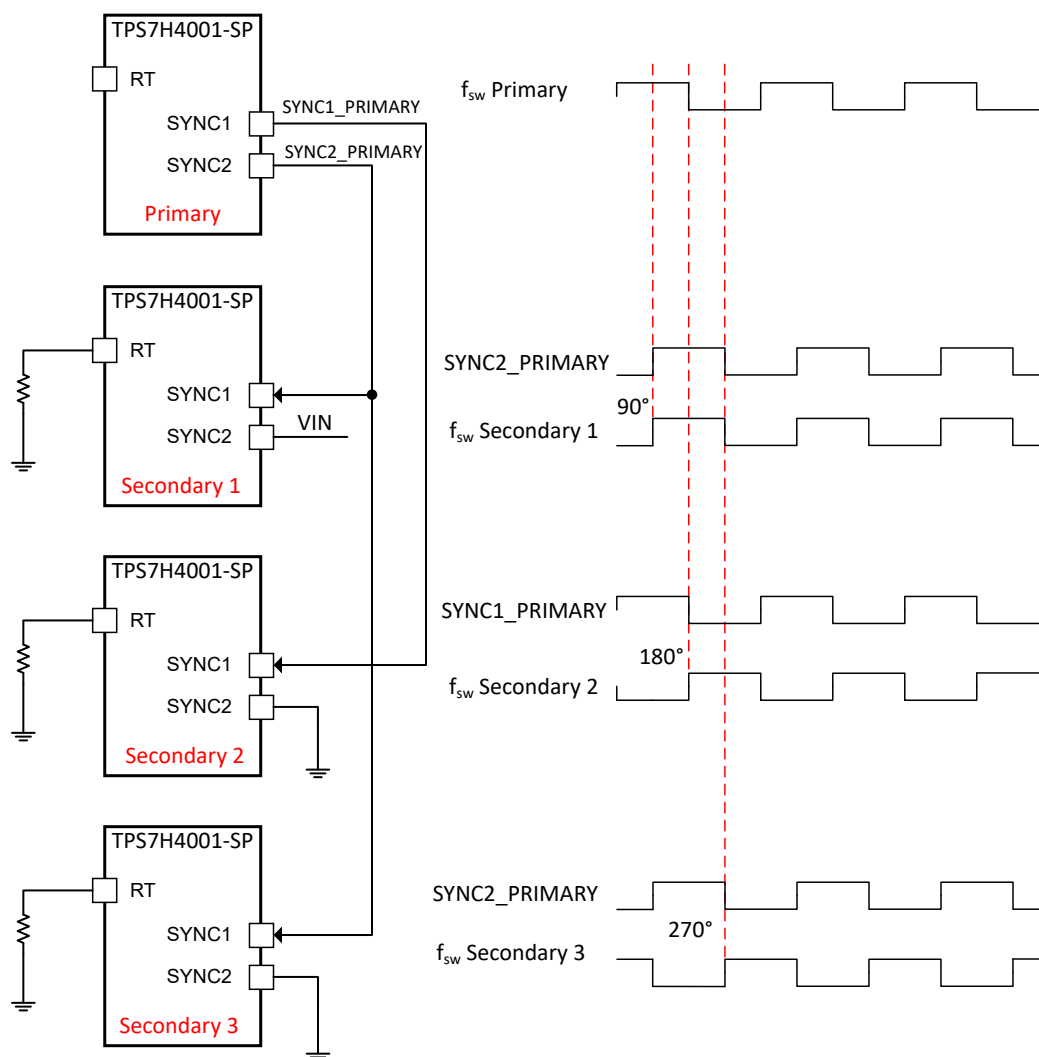 TPS7H4001-SP
RT
SYNC1
SYNC2
Primary
SYNC1_PRIMARY
SYNC2_PRIMARY
TPS7H4001-SP
RT
SYNC1
SYNC2
VIN
Secondary 1
TPS7H4001-SP
RT
SYNC1
SYNC2
Secondary 2
TPS7H4001-SP
RT
SYNC1
SYNC2
Secondary 3
fsw Primary
SYNC2_PRIMARY
90°
fsw Secondary 1
SYNC1_PRIMARY
180°
fsw Secondary 2
SYNC2_PRIMARY
270°
fsw Secondary 3